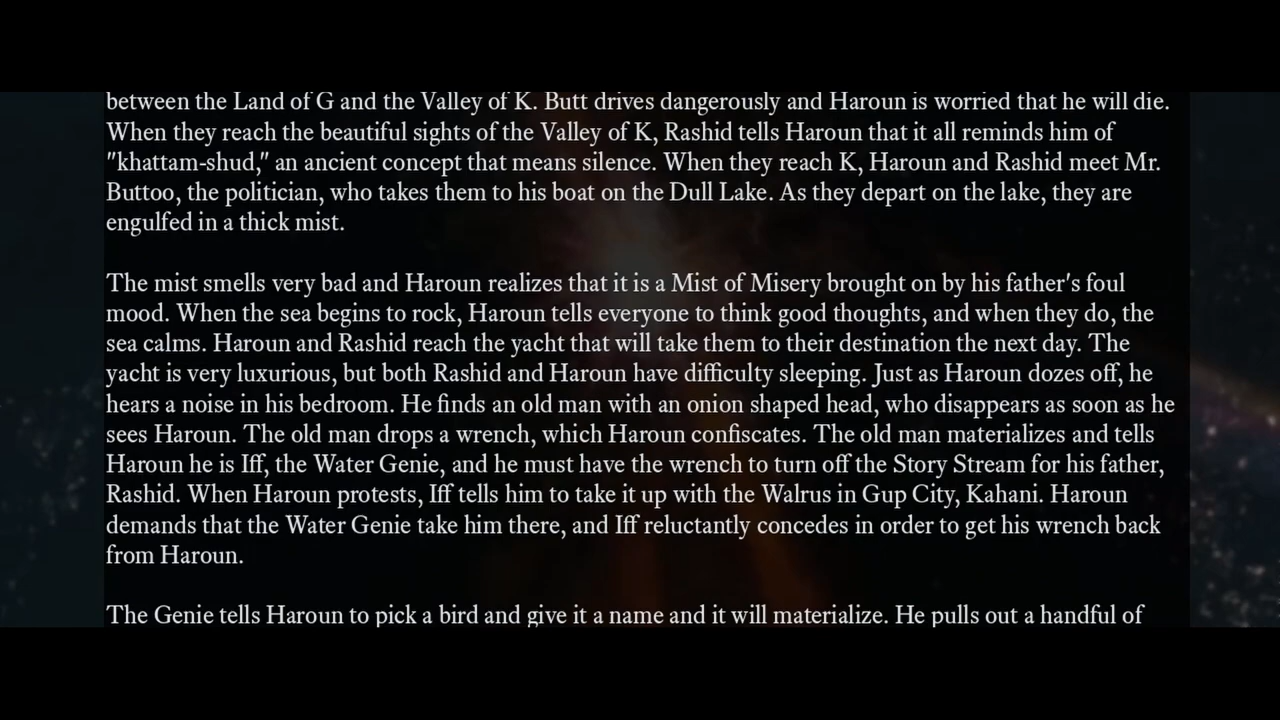 between the Land of G and the Valley of K. Butt drives dangerously and Haroun is worried that he will die.
When they reach the beautiful sights of the Valley of K, Rashid tells Haroun that it all reminds him of
"khattam-shud," an ancient concept that means silence. When they reach K, Haroun and Rashid meet Mr.
Buttoo, the politician, who takes them to his boat on the Dull Lake. As they depart on the lake, they are
engulfed in a thick mist.
The mist smells very bad and Haroun realizes that it is a Mist of Misery brought on by his father's foul
mood. When the sea begins to rock, Haroun tells everyone to think good thoughts, and when they do, the
sea calms. Haroun and Rashid reach the yacht that will take them to their destination the next day. The
yacht is very luxurious, but both Rashid and Haroun have difficulty sleeping. Just as Haroun dozes off, he
hears a noise in his bedroom. He finds an old man with an onion shaped head, who disappears as soon as he
sees Haroun. The old man drops a wrench, which Haroun confiscates. The old man materializes and tells
Haroun he is Iff, the Water Genie, and he must have the wrench to turn off the Story Stream for his father,
Rashid. When Haroun protests, Iff tells him to take it up with the Walrus in Gup City, Kahani. Haroun
demands that the Water Genie take him there, and Iff reluctantly concedes in order to get his wrench back
from Haroun.
The Genie tells Haroun to pick a bird and give it a name and it will materialize. He pulls out a handful of